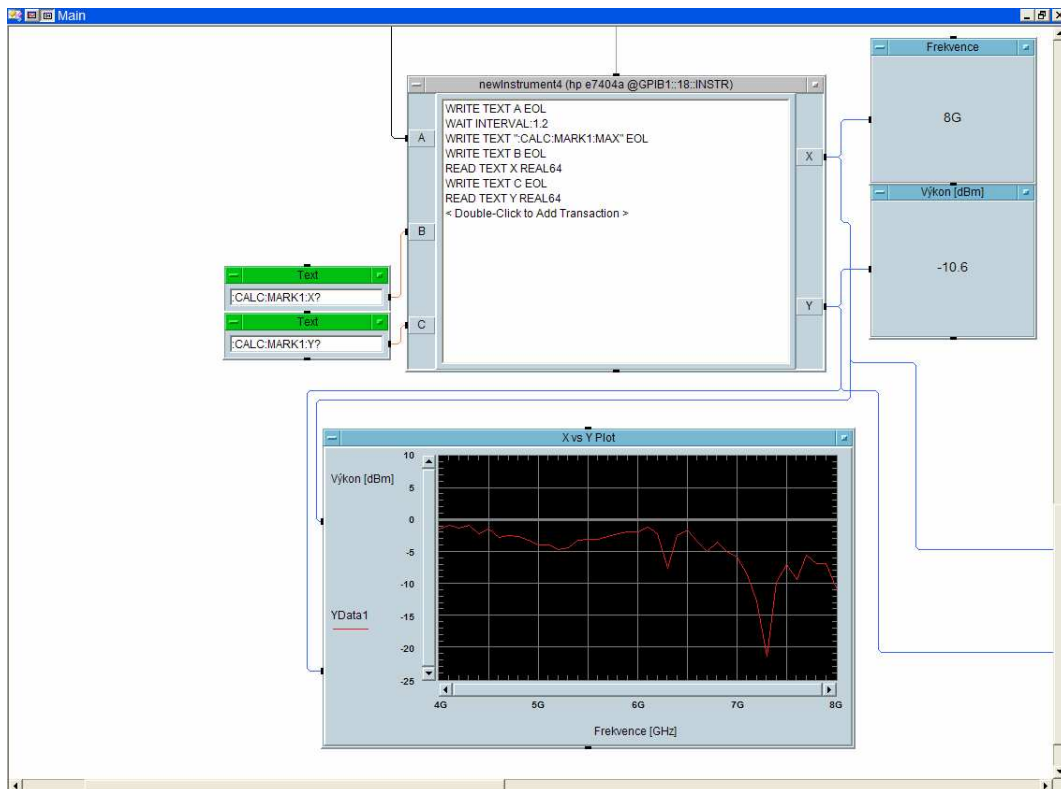 Main
newInstrument4 (hp e7404a @GPIB1::18::INSTR)
WRITE TEXT A EOL
WAIT INTERVAL:1.2
WRITE TEXT ":CALC:MARK1:MAX" EOL
WRITE TEXT B EOL
READ TEXT X REAL64
WRITE TEXT C EOL
READ TEXT Y REAL64
< Double-Click to Add Transaction >
A
B
C
X
Y
Frekvence
8G
Výkon [dBm]
-10.6
Text
:CALC:MARK1:X?
Text
:CALC:MARK1:Y?
X vs Y Plot
Výkon [dBm]
YData1
10
5
0
-5
-10
-15
-20
-25
4G 5G 6G 7G 8G
Frekvence [GHz]